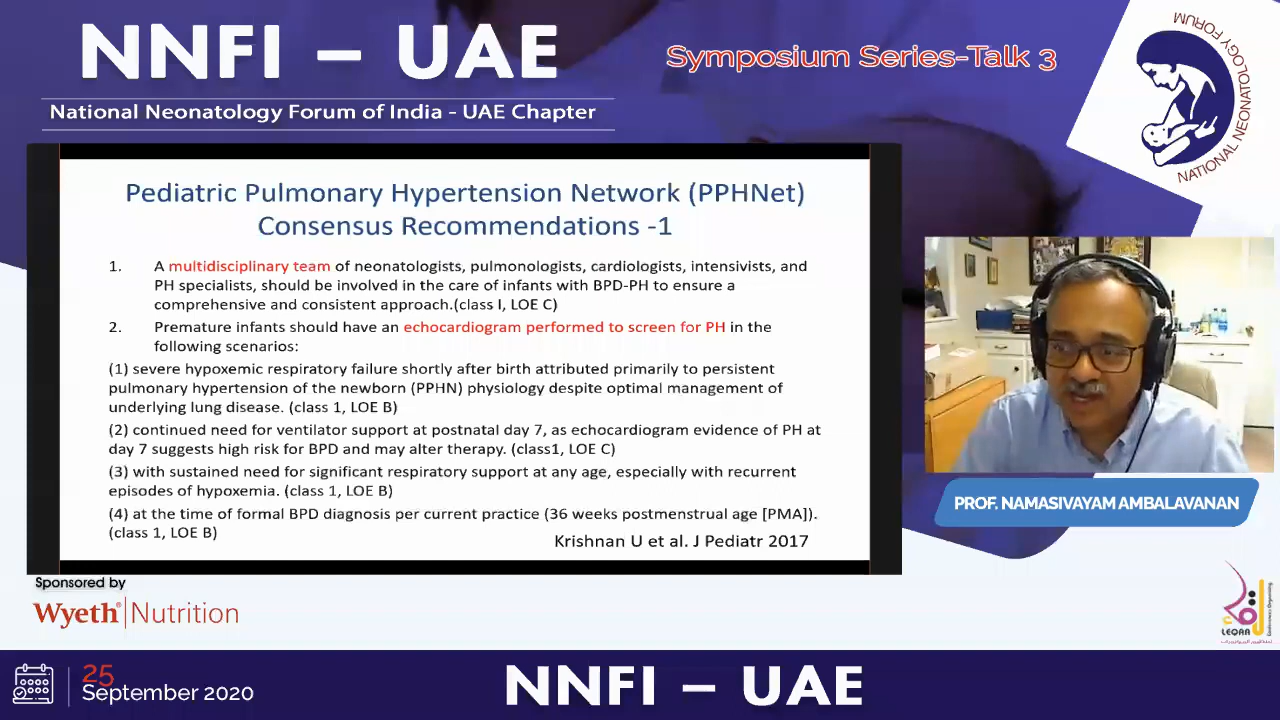 NNFI – UAE
National Neonatology Forum of India - UAE Chapter
Symposium Series-Talk 3
NATIONAL NEONATOLOGY FORUM
Pediatric Pulmonary Hypertension Network (PPHNet)
Consensus Recommendations -1
1. A multidisciplinary team of neonatologists, pulmonologists, cardiologists, intensivists, and
PH specialists, should be involved in the care of infants with BPD-PH to ensure a
comprehensive and consistent approach.(class I, LOE C)
2. Premature infants should have an echocardiogram performed to screen for PH in the
following scenarios:
(1) severe hypoxemic respiratory failure shortly after birth attributed primarily to persistent
pulmonary hypertension of the newborn (PPHN) physiology despite optimal management of
underlying lung disease. (class 1, LOE B)
(2) continued need for ventilator support at postnatal day 7, as echocardiogram evidence of PH at
day 7 suggests high risk for BPD and may alter therapy. (class1, LOE C)
(3) with sustained need for significant respiratory support at any age, especially with recurrent
episodes of hypoxemia. (class 1, LOE B)
(4) at the time of formal BPD diagnosis per current practice (36 weeks postmenstrual age [PMA]).
(class 1, LOE B)
Krishnan U et al. J Pediatr 2017
PROF. NAMASIVAYAM AMBALAVANAN
Sponsored by
Wyeth® Nutrition
LEQAA
25
September 2020
NNFI – UAE